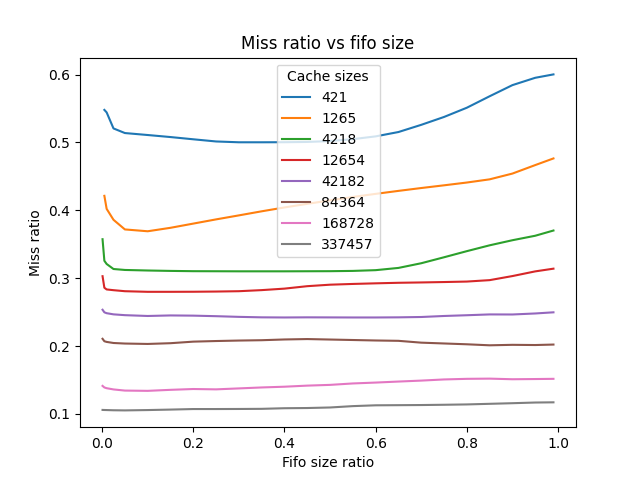 Miss ratio vs fifo size
Cache sizes
421
1265
4218
12654
42182
84364
168728
337457
Miss ratio
0.6
0.5
0.4
0.3
0.2
0.1
0.0 0.2 0.4 0.6 0.8 1.0
Fifo size ratio